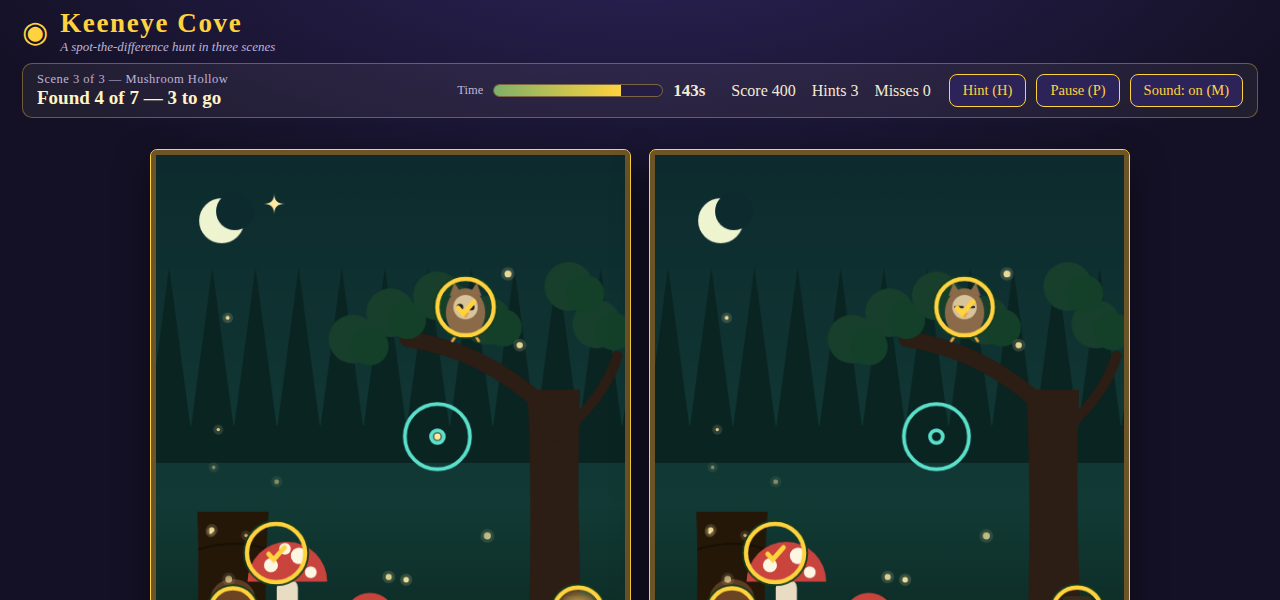 Keeneye Cove
A spot-the-difference hunt in three scenes
Scene 3 of 3 — Mushroom Hollow
Found 4 of 7 — 3 to go
Time
143s
Score 400
Hints 3
Misses 0
Hint (H)
Pause (P)
Sound: on (M)